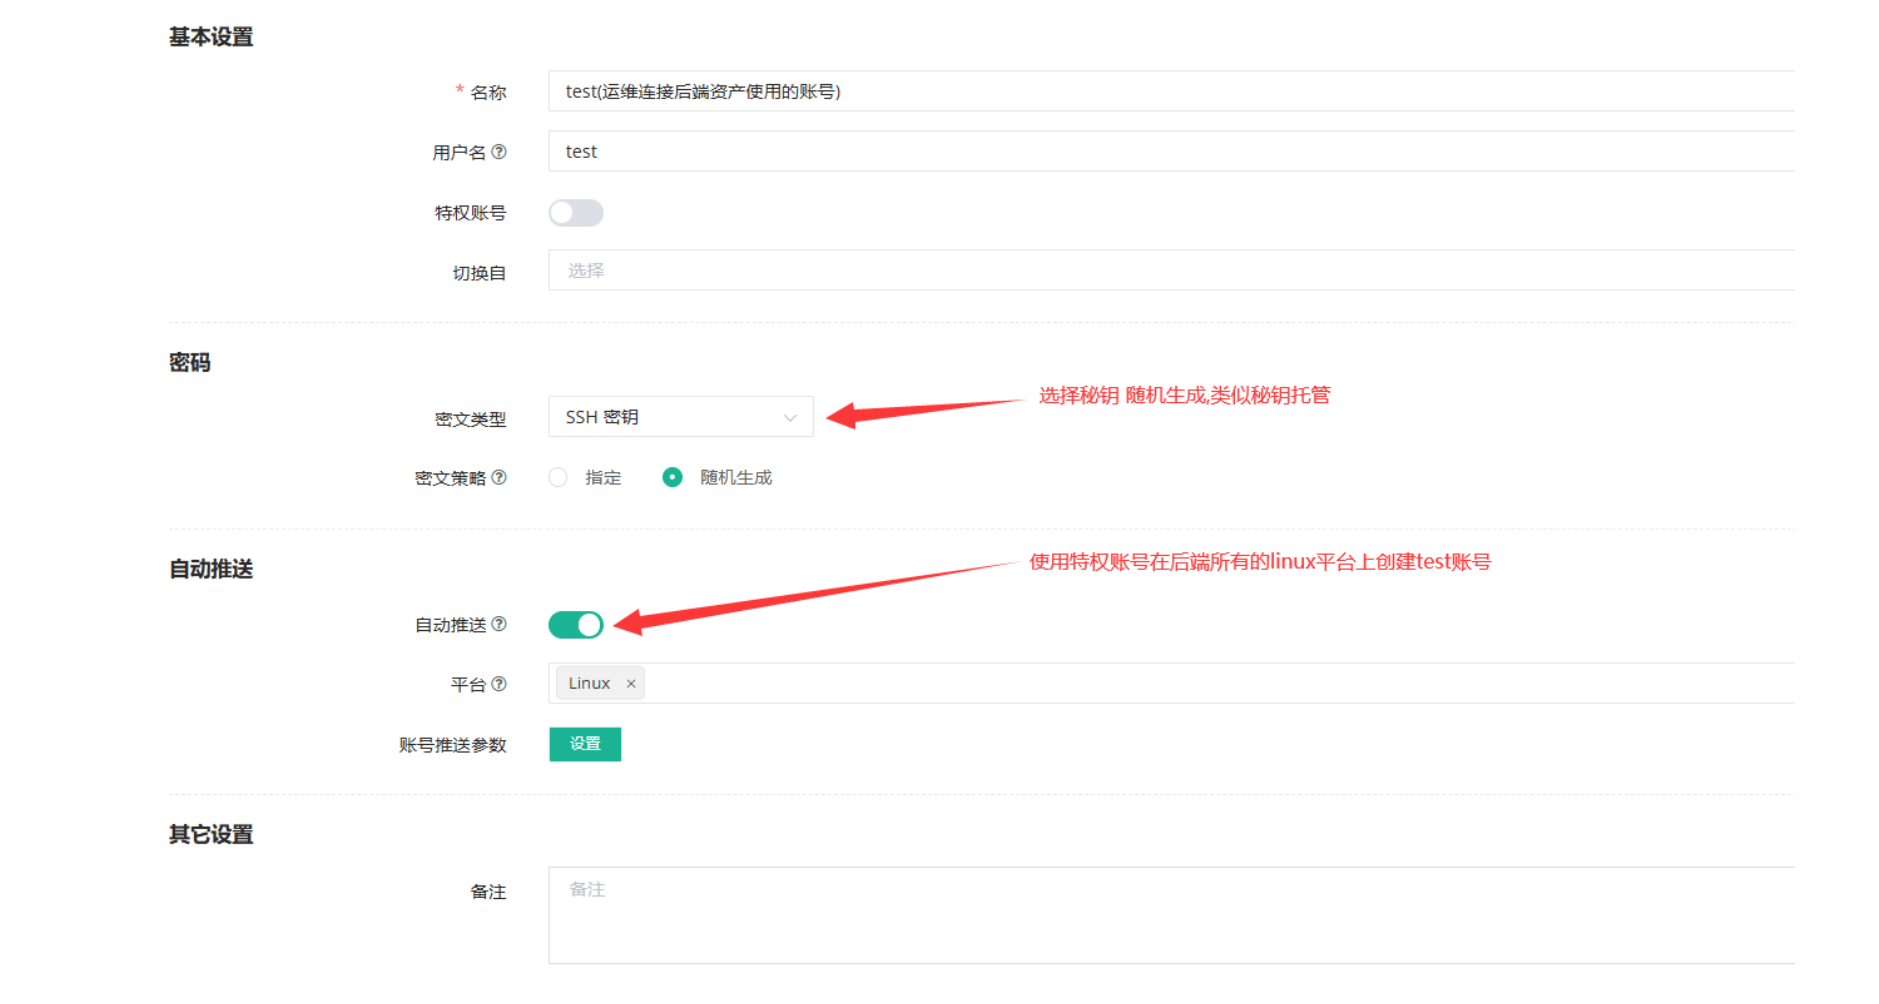 基本设置
* 名称 test(运维连接后端资产使用的账号)
用户名 test
特权账号
切换自 选择
密码
选择秘钥 随机生成,类似秘钥托管
密文类型 SSH 密钥
密文策略 指定 随机生成
使用特权账号在后端所有的linux平台上创建test账号
自动推送
自动推送
平台 Linux ×
账号推送参数 设置
其它设置
备注 备注